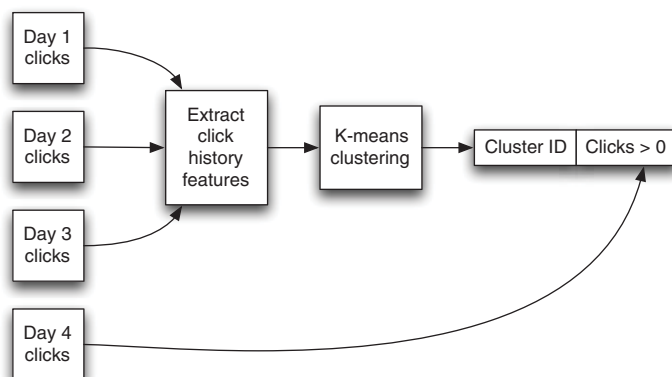 Day 1
clicks
Day 2
clicks
Day 3
clicks
Day 4
clicks
Extract
click
history
features
K-means
clustering
Cluster ID
Clicks > 0